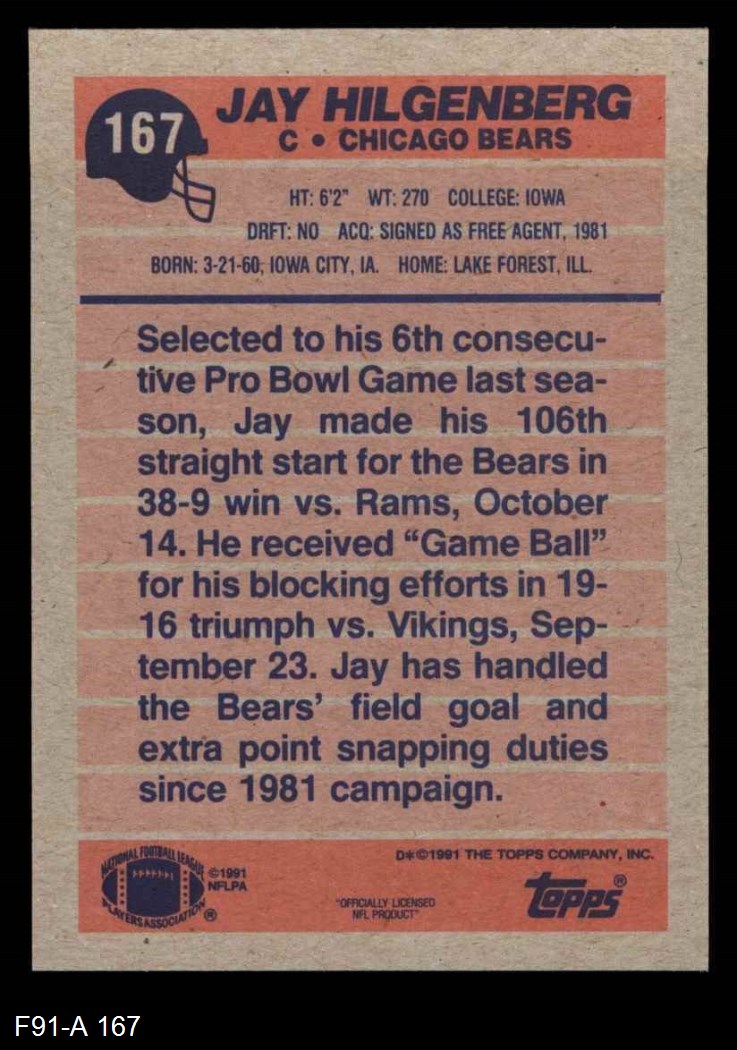 167
JAY HILGENBERG
C • CHICAGO BEARS
HT: 6'2" WT: 270 COLLEGE: IOWA
DRFT: NO ACQ: SIGNED AS FREE AGENT, 1981
BORN: 3-21-60, IOWA CITY, IA. HOME: LAKE FOREST, ILL.
Selected to his 6th consecu-
tive Pro Bowl Game last sea-
son, Jay made his 106th
straight start for the Bears in
38-9 win vs. Rams, October
14. He received “Game Ball”
for his blocking efforts in 19-
16 triumph vs. Vikings, Sep-
tember 23. Jay has handled
the Bears’ field goal and
extra point snapping duties
since 1981 campaign.
NATIONAL FOOTBALL LEAGUE
PLAYERS ASSOCIATION ®
©1991
NFLPA
"OFFICIALLY LICENSED
NFL PRODUCT"
D*©1991 THE TOPPS COMPANY, INC.
topps®
F91-A 167